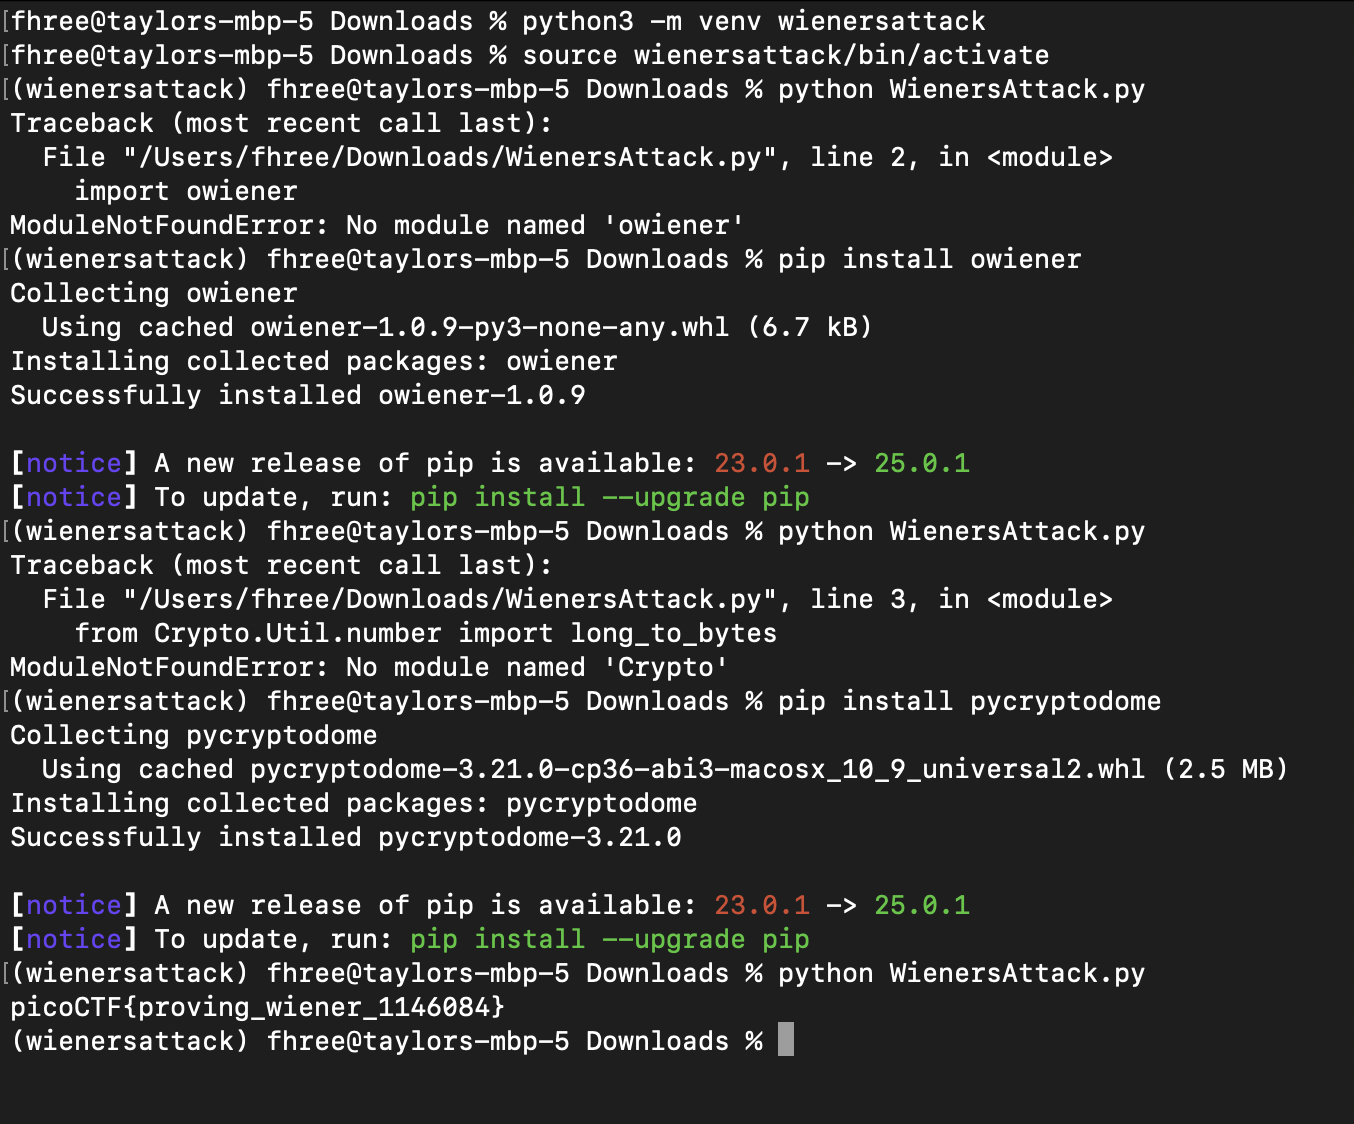 [fhree@taylors-mbp-5 Downloads % python3 -m venv wienersattack
[fhree@taylors-mbp-5 Downloads % source wienersattack/bin/activate
[(wienersattack) fhree@taylors-mbp-5 Downloads % python WienersAttack.py
Traceback (most recent call last):
  File "/Users/fhree/Downloads/WienersAttack.py", line 2, in <module>
    import owiener
ModuleNotFoundError: No module named 'owiener'
[(wienersattack) fhree@taylors-mbp-5 Downloads % pip install owiener
Collecting owiener
  Using cached owiener-1.0.9-py3-none-any.whl (6.7 kB)
Installing collected packages: owiener
Successfully installed owiener-1.0.9
[notice] A new release of pip is available: 23.0.1 -> 25.0.1
[notice] To update, run: pip install --upgrade pip
[(wienersattack) fhree@taylors-mbp-5 Downloads % python WienersAttack.py
Traceback (most recent call last):
  File "/Users/fhree/Downloads/WienersAttack.py", line 3, in <module>
    from Crypto.Util.number import long_to_bytes
ModuleNotFoundError: No module named 'Crypto'
[(wienersattack) fhree@taylors-mbp-5 Downloads % pip install pycryptodome
Collecting pycryptodome
  Using cached pycryptodome-3.21.0-cp36-abi3-macosx_10_9_universal2.whl (2.5 MB)
Installing collected packages: pycryptodome
Successfully installed pycryptodome-3.21.0
[notice] A new release of pip is available: 23.0.1 -> 25.0.1
[notice] To update, run: pip install --upgrade pip
[(wienersattack) fhree@taylors-mbp-5 Downloads % python WienersAttack.py
picoCTF{proving_wiener_1146084}
(wienersattack) fhree@taylors-mbp-5 Downloads %